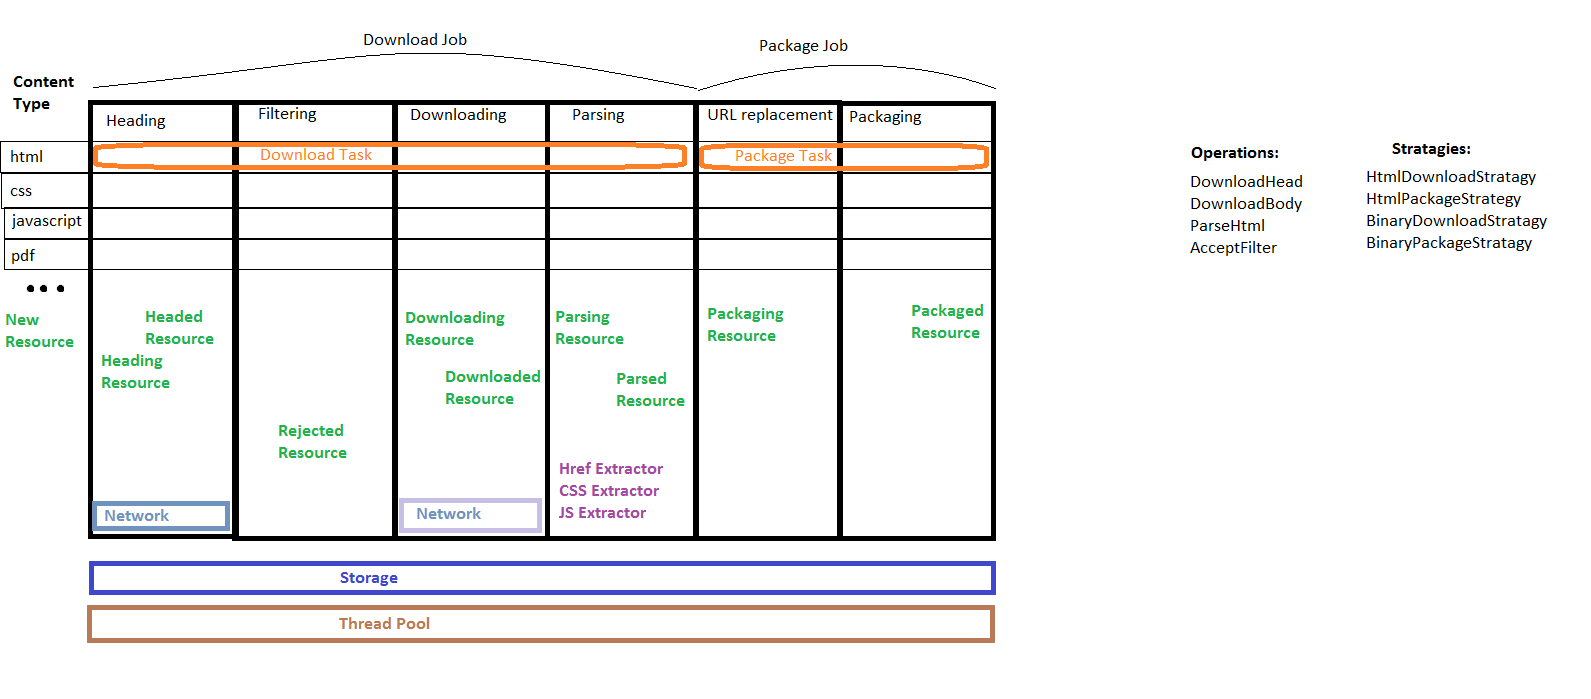 Download Job
Package Job
Content
Type
Heading
Filtering
Downloading
Parsing
URL replacement
Packaging
html
Download Task
Package Task
css
javascript
pdf
New
Resource
Headed
Resource
Heading
Resource
Rejected
Resource
Downloading
Resource
Downloaded
Resource
Parsing
Resource
Parsed
Resource
Href Extractor
CSS Extractor
JS Extractor
Packaging
Resource
Packaged
Resource
Network
Network
Storage
Thread Pool
Operations:
DownloadHead
DownloadBody
ParseHtml
AcceptFilter
Stratagies:
HtmlDownloadStratagy
HtmlPackageStrategy
BinaryDownloadStratagy
BinaryPackageStratagy